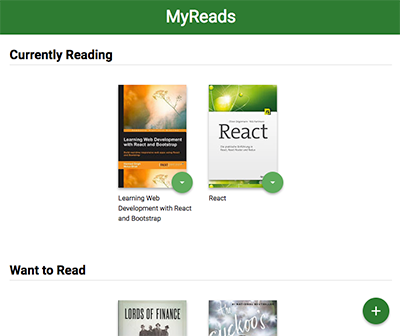 MyReads
Currently Reading
Learning Web Development
with React and Bootstrap
React
Learning Web
Development with React
and Bootstrap
React
Want to Read
LORDS OF FINANCE
cuckoo's